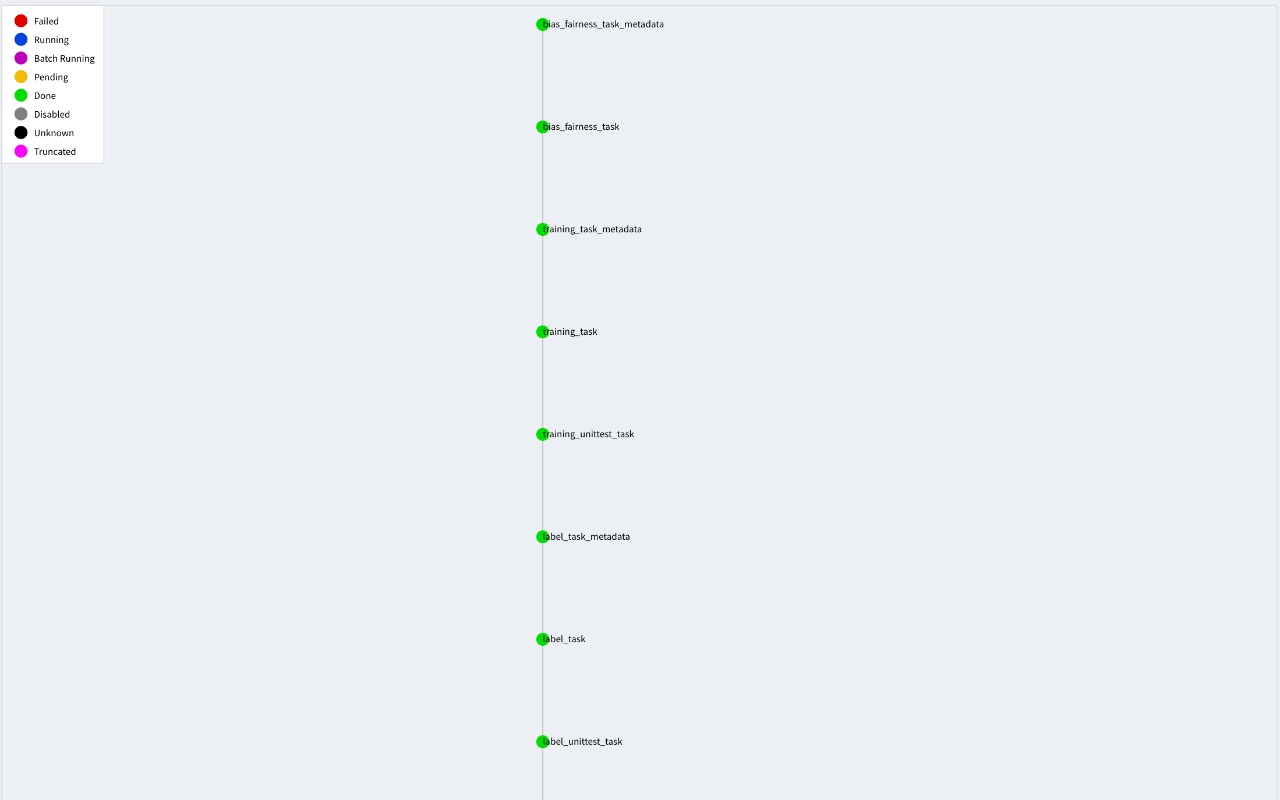 Failed
Running
Batch Running
Pending
Done
Disabled
Unknown
Truncated
bias_fairness_task_metadata
bias_fairness_task
training_task_metadata
training_task
training_unittest_task
label_task_metadata
label_task
label_unittest_task